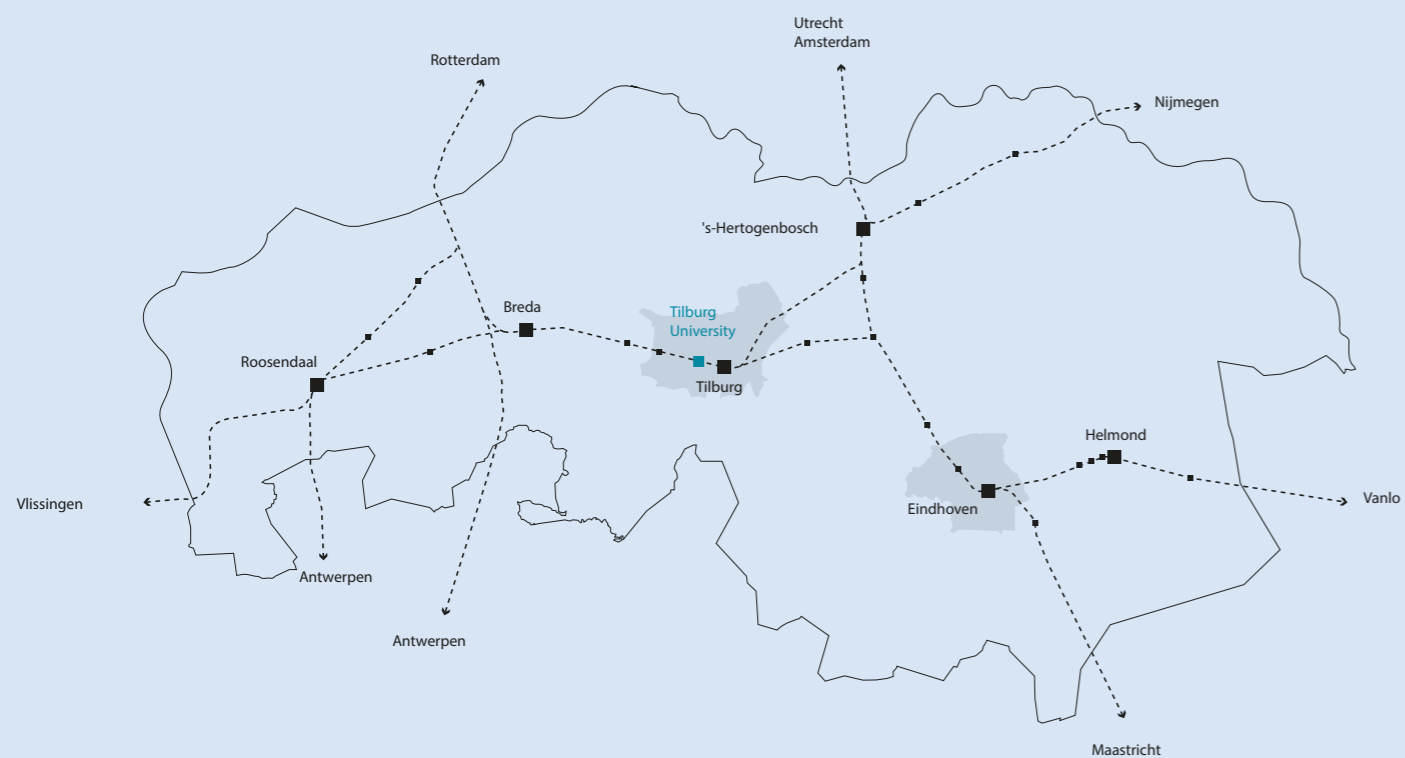 Utrecht
Amsterdam
Rotterdam
Nijmegen
's-Hertogenbosch
Breda
Tilburg
University
Roosendaal
Tilburg
Helmond
Vlissingen
Eindhoven
Vanlo
Antwerpen
Antwerpen
Maastricht